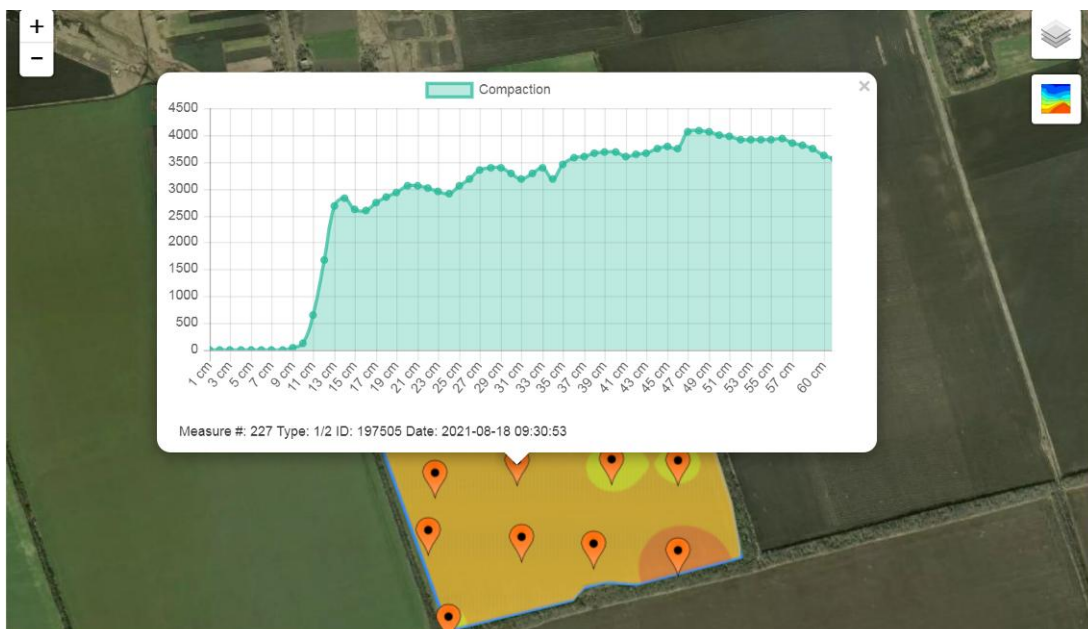 +
−
Compaction
×
4500
4000
3500
3000
2500
2000
1500
1000
500
0
1 cm
3 cm
5 cm
7 cm
9 cm
11 cm
13 cm
15 cm
17 cm
19 cm
21 cm
23 cm
25 cm
27 cm
29 cm
31 cm
33 cm
35 cm
37 cm
39 cm
41 cm
43 cm
45 cm
47 cm
49 cm
51 cm
53 cm
55 cm
57 cm
60 cm
Measure #: 227 Type: 1/2 ID: 197505 Date: 2021-08-18 09:30:53